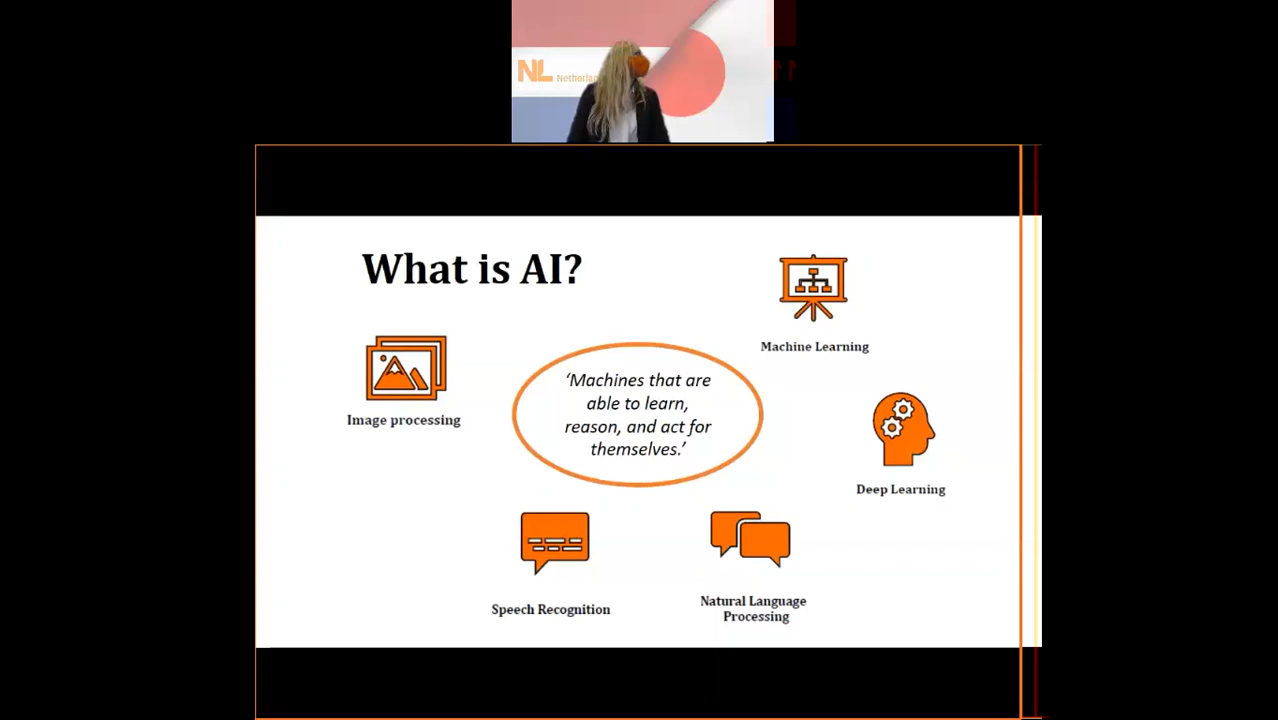 NL
What is AI?
Machine Learning
‘Machines that are
able to learn,
reason, and act for
themselves.’
Image processing
Deep Learning
Speech Recognition
Natural Language
Processing